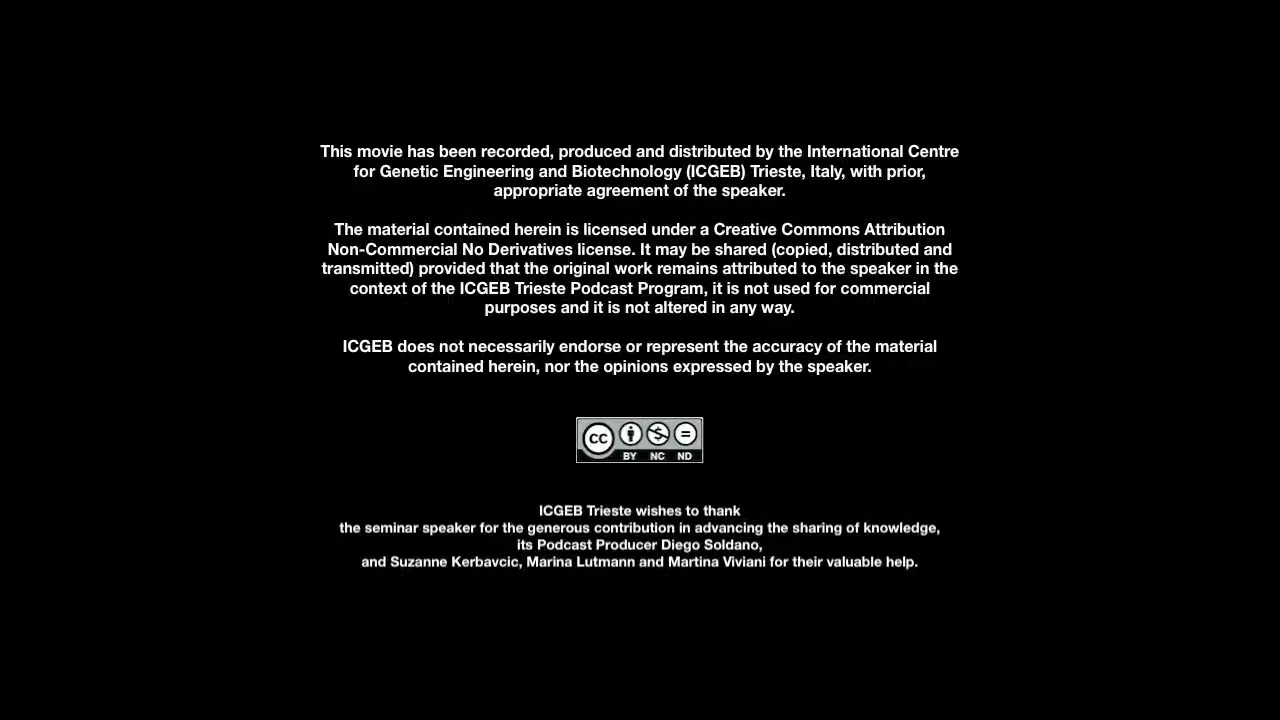 This movie has been recorded, produced and distributed by the International Centre
for Genetic Engineering and Biotechnology (ICGEB) Trieste, Italy, with prior,
appropriate agreement of the speaker.
The material contained herein is licensed under a Creative Commons Attribution
Non-Commercial No Derivatives license. It may be shared (copied, distributed and
transmitted) provided that the original work remains attributed to the speaker in the
context of the ICGEB Trieste Podcast Program, it is not used for commercial
purposes and it is not altered in any way.
ICGEB does not necessarily endorse or represent the accuracy of the material
contained herein, nor the opinions expressed by the speaker.
CC
BY NC ND
ICGEB Trieste wishes to thank
the seminar speaker for the generous contribution in advancing the sharing of knowledge,
its Podcast Producer Diego Soldano,
and Suzanne Kerbavcic, Marina Lutmann and Martina Viviani for their valuable help.